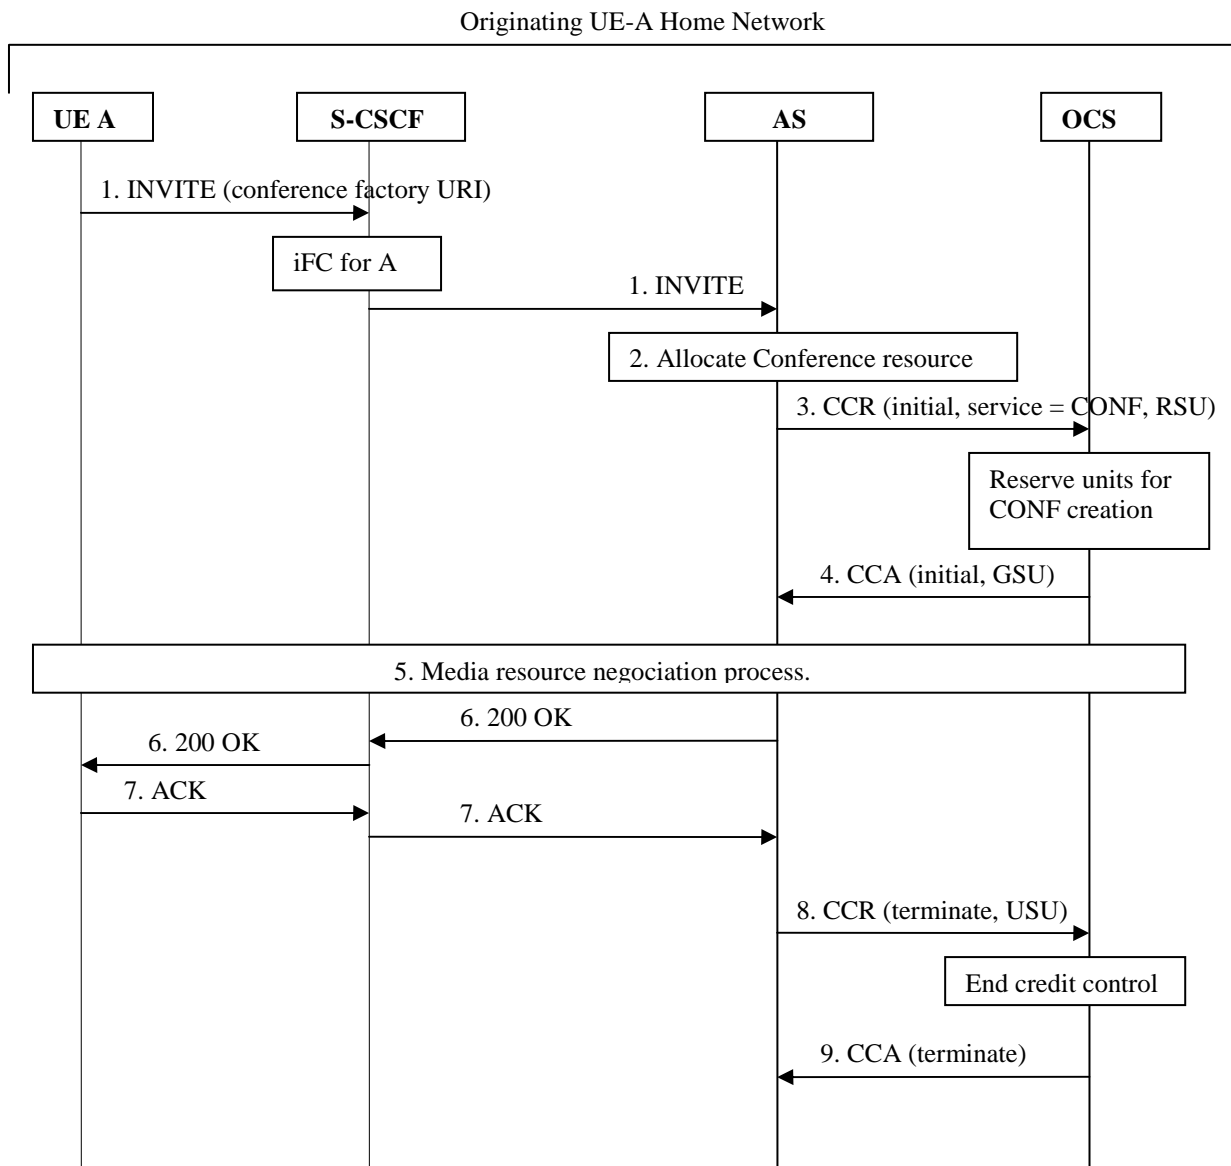 Originating UE-A Home Network
UE A
S-CSCF
AS
OCS
1. INVITE (conference factory URI)
iFC for A
1. INVITE
2. Allocate Conference resource
3. CCR (initial, service = CONF, RSU)
Reserve units for
CONF creation
4. CCA (initial, GSU)
5. Media resource negociation process.
6. 200 OK
6. 200 OK
7. ACK
7. ACK
8. CCR (terminate, USU)
End credit control
9. CCA (terminate)